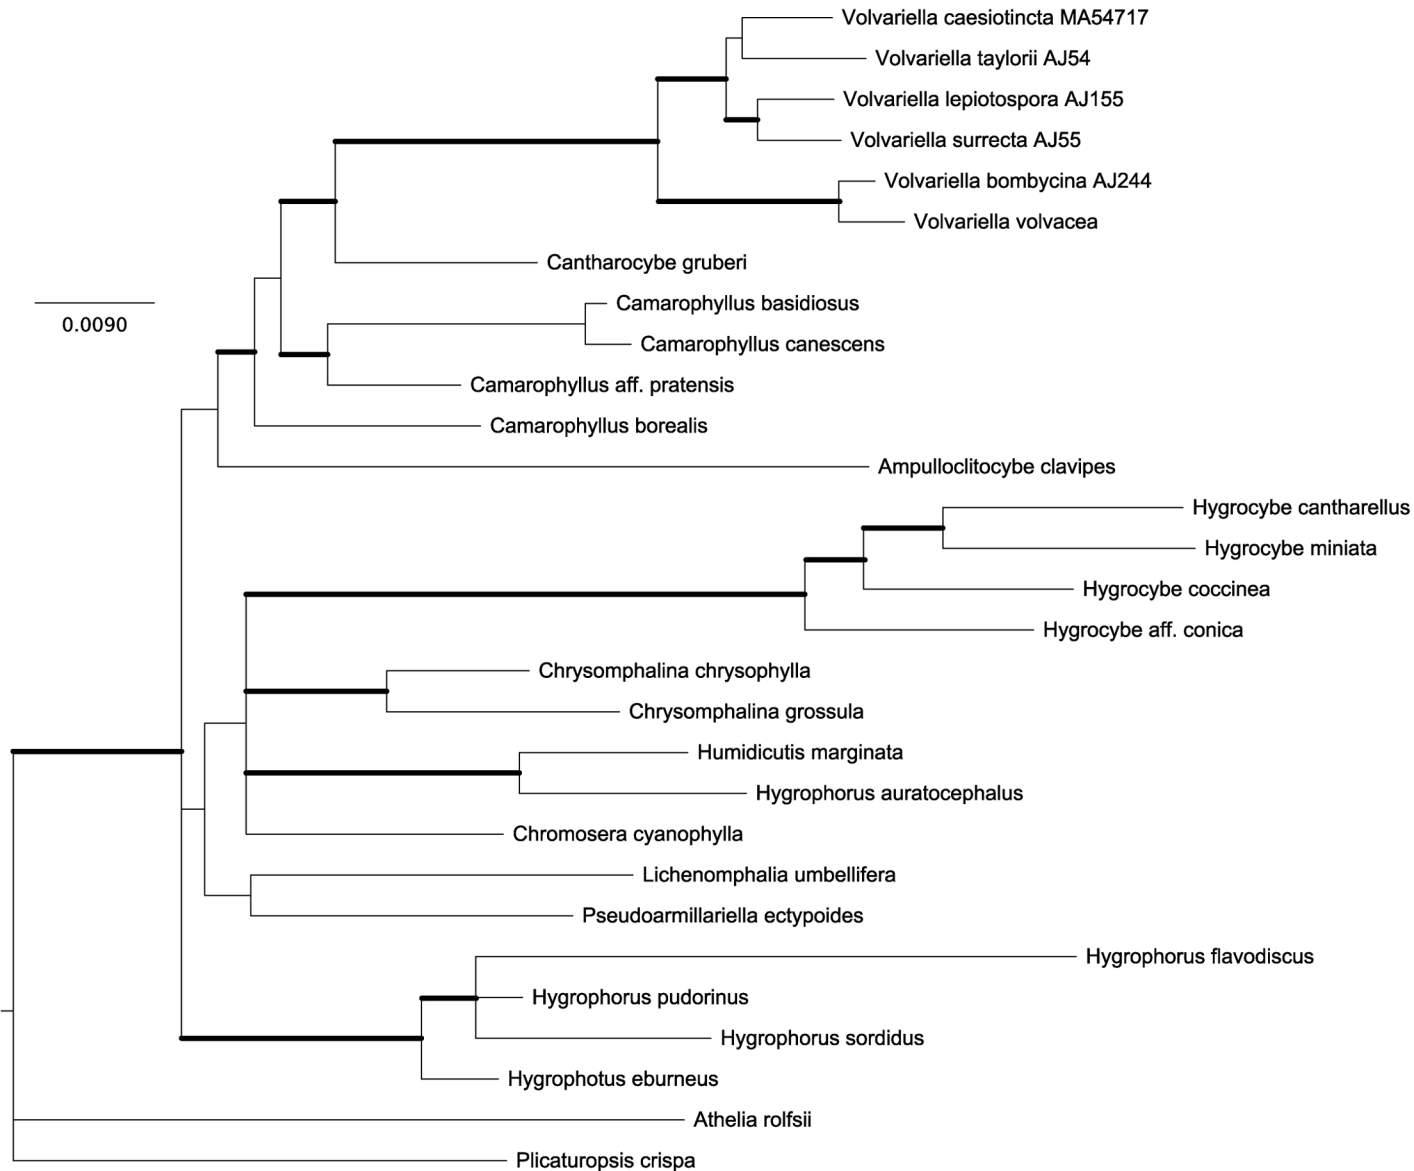 Volvariella caesiotincta MA54717
Volvariella taylorii AJ54
Volvariella lepiotospora AJ155
Volvariella surrecta AJ55
Volvariella bombycina AJ244
Volvariella volvacea
Cantharocybe gruberi
Camarophyllus basidiosus
0.0090
Camarophyllus canescens
Camarophyllus aff. pratensis
Camarophyllus borealis
Ampulloclitocybe clavipes
Hygrocybe cantharellus
Hygrocybe miniata
Hygrocybe coccinea
Hygrocybe aff. conica
Chrysomphalina chrysophylla
Chrysomphalina grossula
Humidicutis marginata
Hygrophorus auratocephalus
Chromosera cyanophylla
Lichenomphalia umbellifera
Pseudoarmillariella ectypoides
Hygrophorus flavodiscus
Hygrophorus pudorinus
Hygrophorus sordidus
Hygrophotus eburneus
Athelia rolfsii
Plicaturopsis crispa